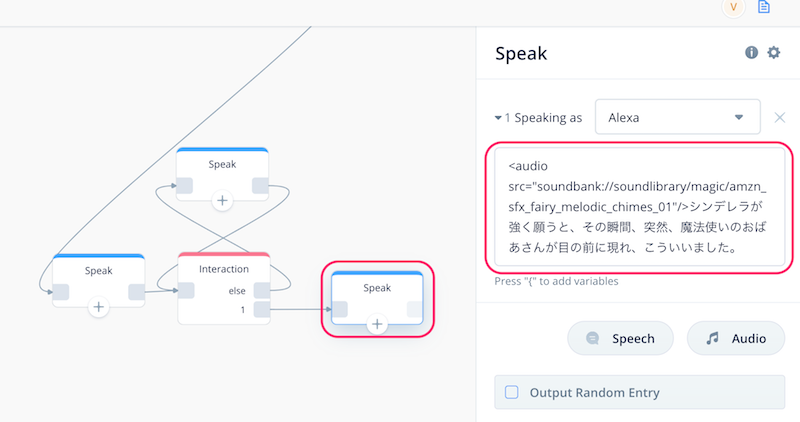 V
Speak
1 Speaking as
Alexa
<audio
src="soundbank://soundlibrary/magic/amzn_
sfx_fairy_melodic_chimes_01"/>シンデレラが
強く願うと、その瞬間、突然、魔法使いのおば
あさんが目の前に現れ、こういいました。
Press "{" to add variables
Speech
Audio
Output Random Entry
Speak
Speak
Interaction
else
1
Speak